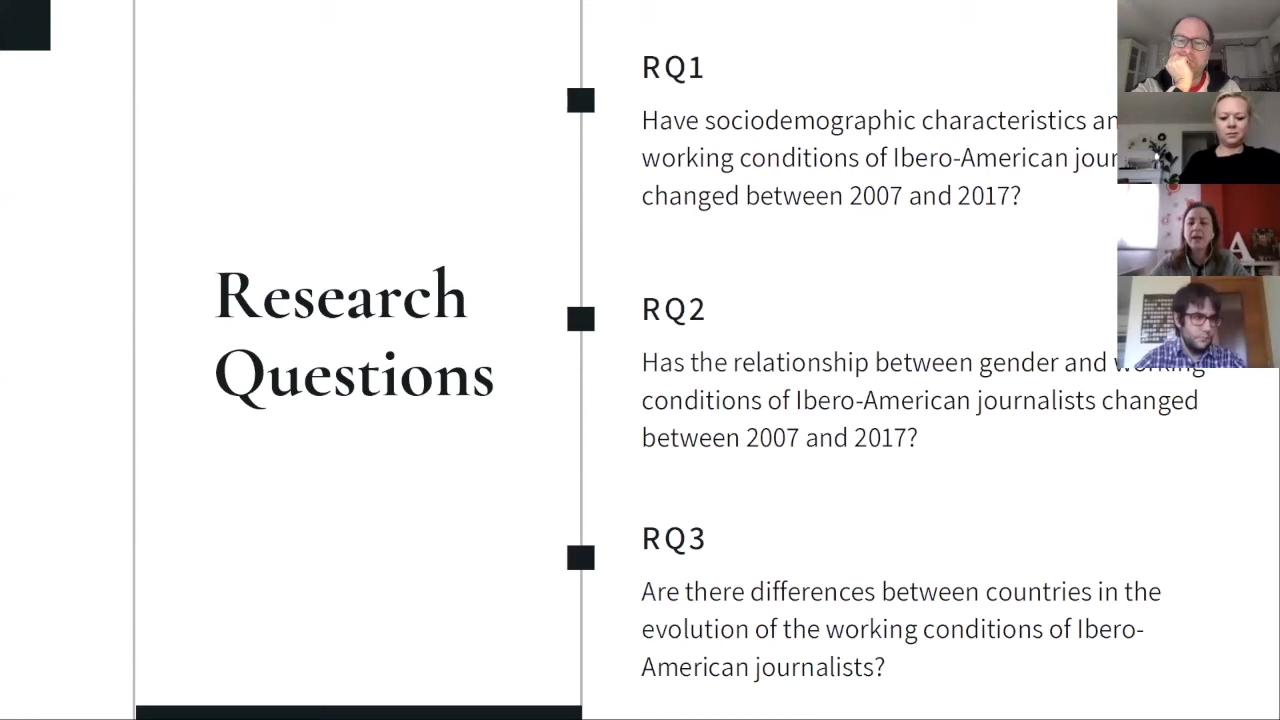 Research
Questions
RQ1
Have sociodemographic characteristics
working conditions of Ibero-American
changed between 2007 and 2017?
RQ2
Has the relationship between gender and working
conditions of Ibero-American journalists changed
between 2007 and 2017?
RQ3
Are there differences between countries in the
evolution of the working conditions of Ibero-
American journalists?